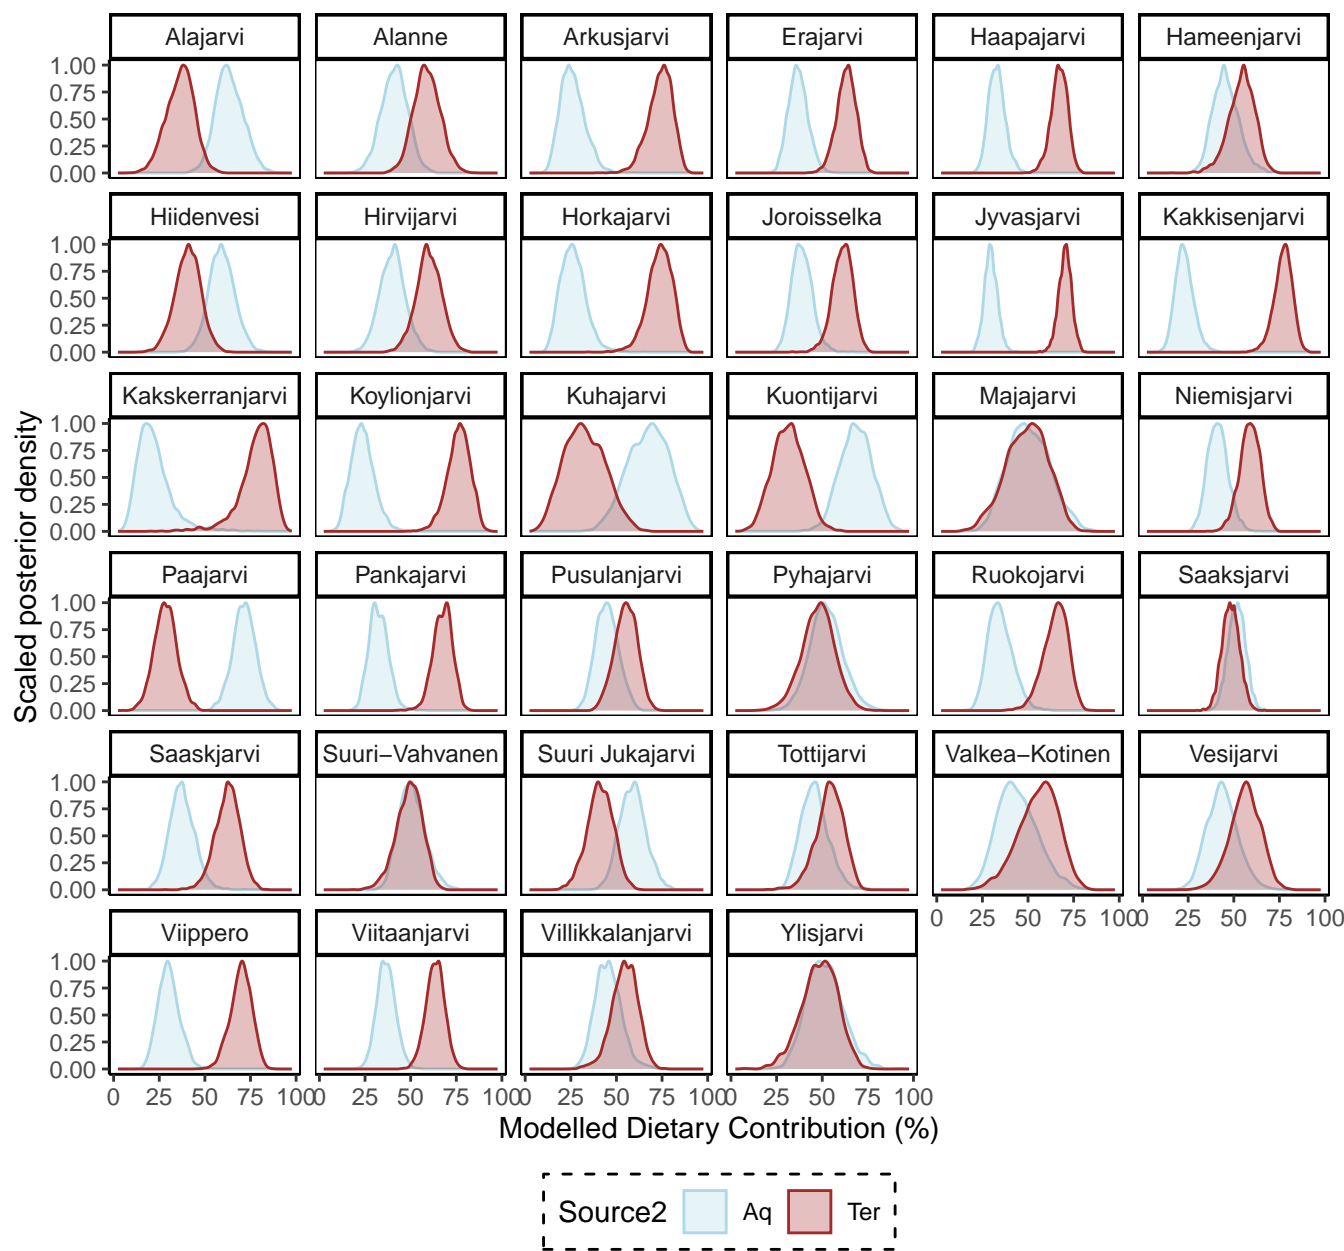 Alajarvi Alanne Arkusjarvi Erajarvi Haapajarvi Hameenjarvi
1.00
0.75
0.50
0.25
0.00
Hiidenvesi Hirvijarvi Horkajarvi Joroisselka Jyvasjarvi Kakkisenjarvi
1.00
0.75
0.50
0.25
0.00
Kakskerranjarvi Koylionjarvi Kuhajarvi Kuontijarvi Majajarvi Niemisjarvi
1.00
0.75
0.50
0.25
0.00
Scaled posterior density
Paajarvi Pankajarvi Pusulanjarvi Pyhajarvi Ruokojarvi Saaksjarvi
1.00
0.75
0.50
0.25
0.00
Saaskjarvi Suuri−Vahvanen Suuri Jukajarvi Tottijarvi Valkea−Kotinen Vesijarvi
1.00
0.75
0.50
0.25
0.00
0 25 50 75 100 0 25 50 75 100
Viippero Viitaanjarvi Villikkalanjarvi Ylisjarvi
1.00
0.75
0.50
0.25
0.00
0 25 50 75 100 0 25 50 75 100 0 25 50 75 100 0 25 50 75 100
Modelled Dietary Contribution (%)
Source2 Aq Ter